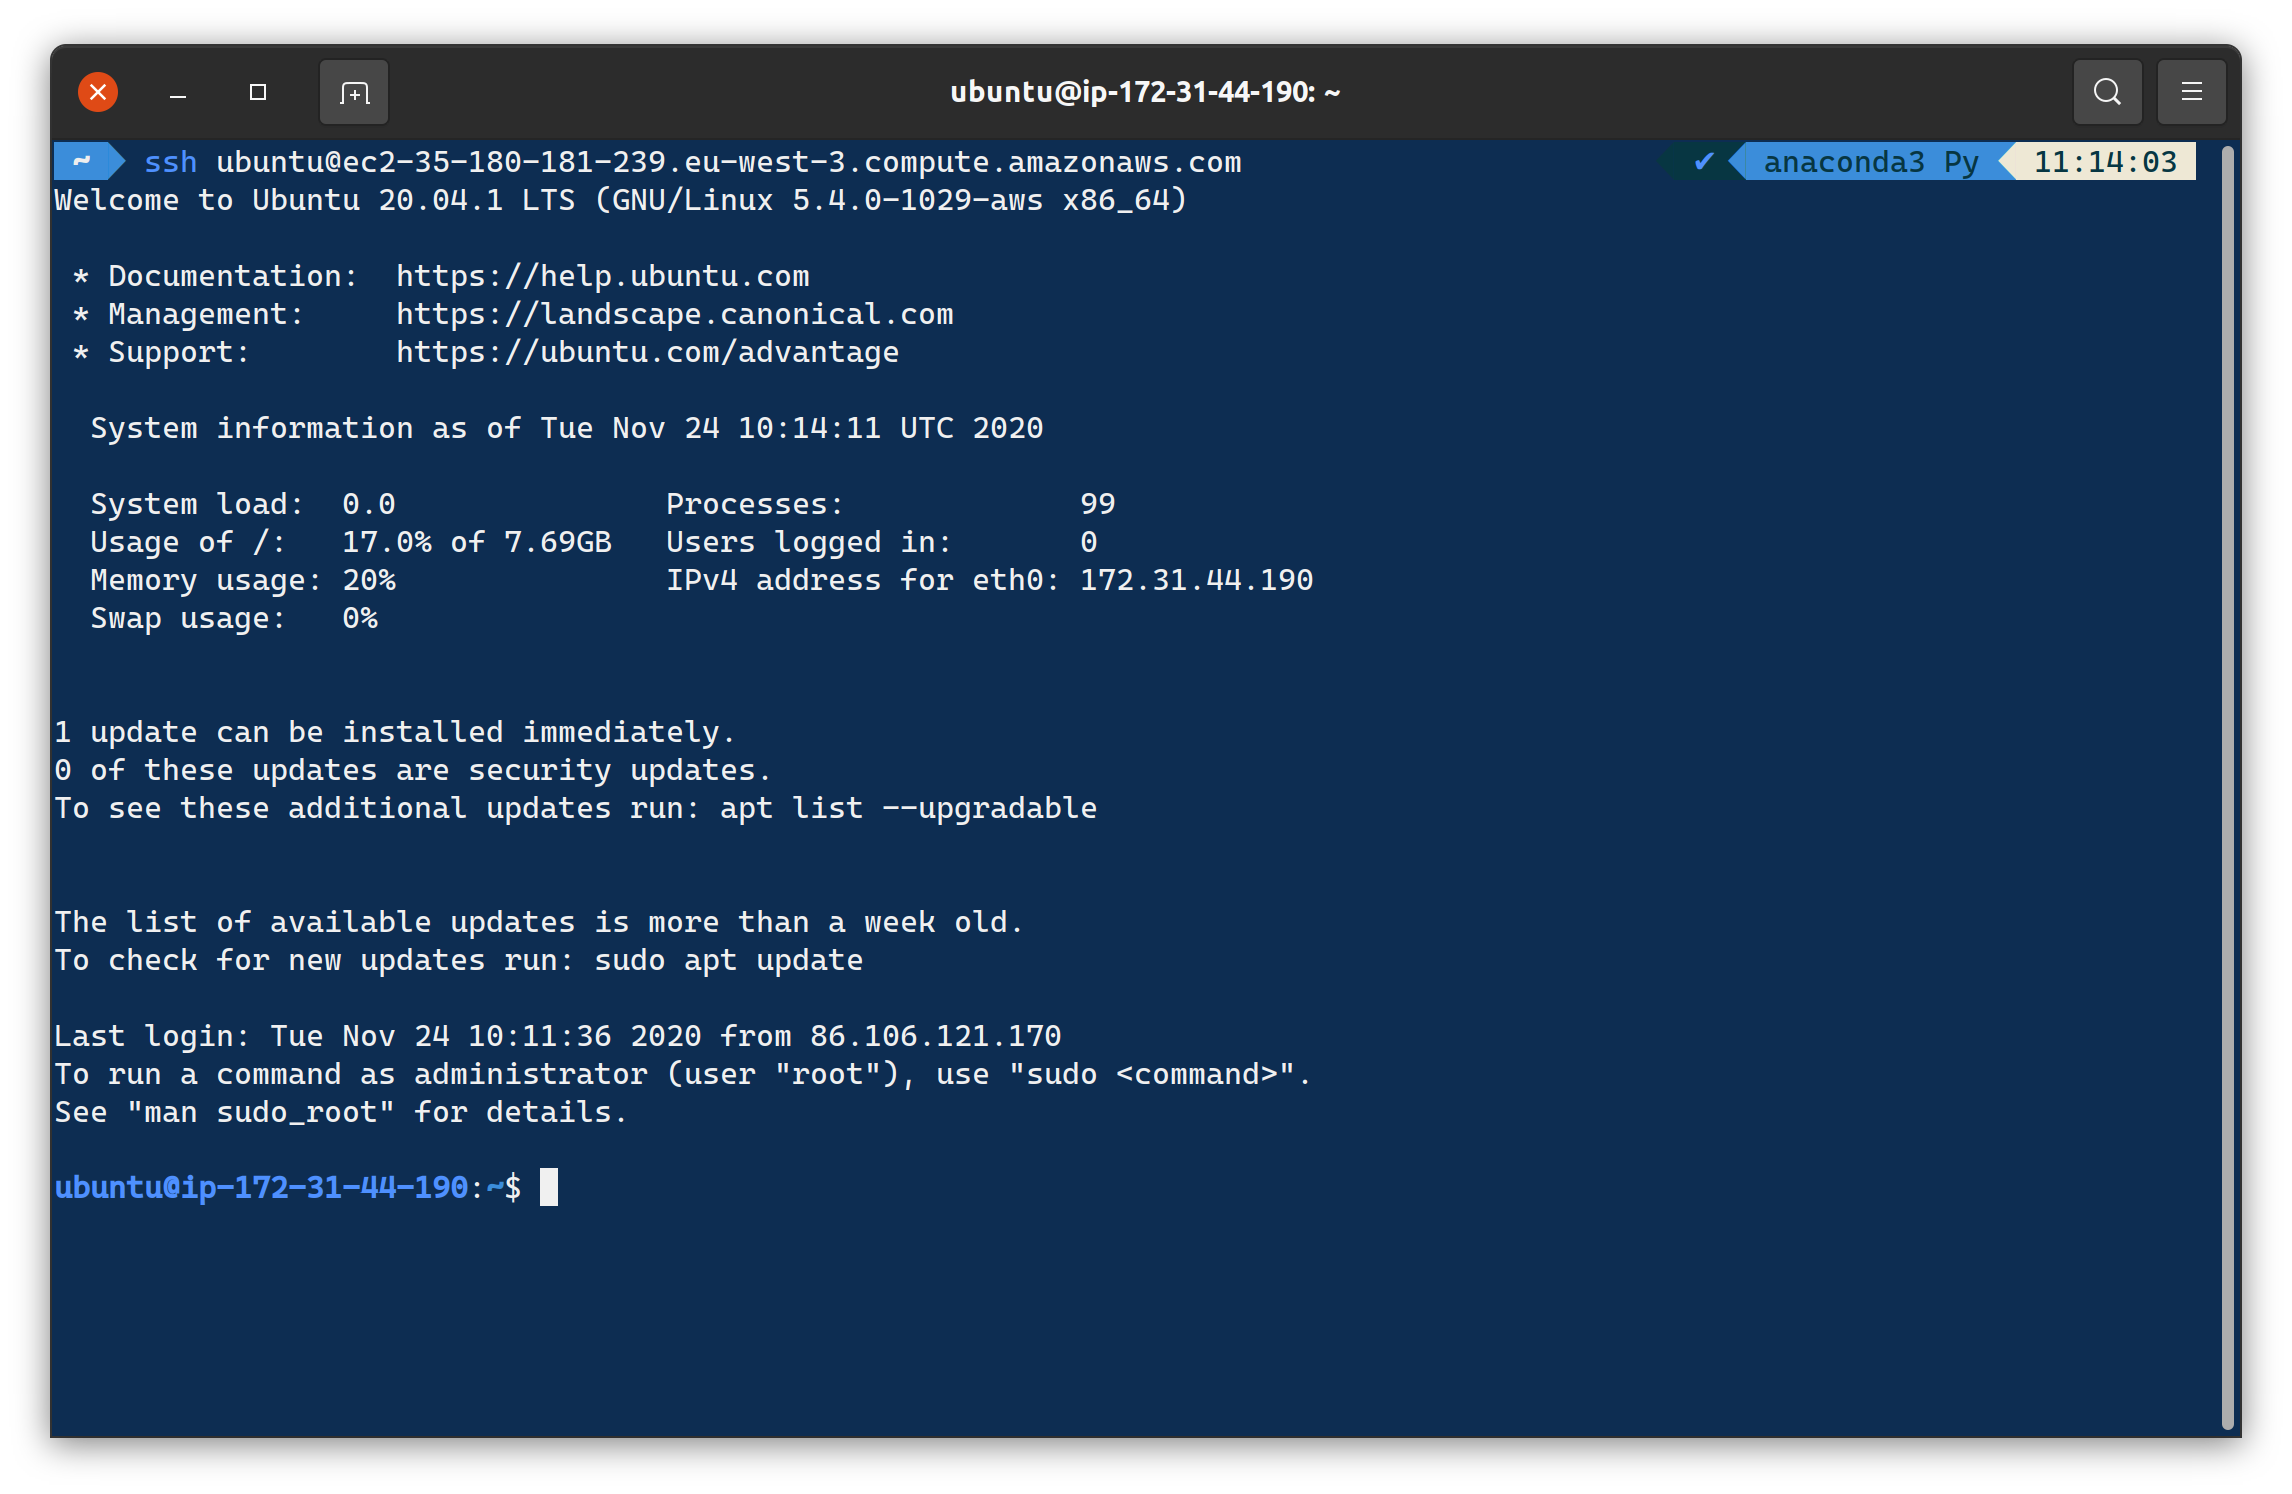 ubuntu@ip-172-31-44-190: ~
~ ssh ubuntu@ec2-35-180-181-239.eu-west-3.compute.amazonaws.com ✔ anaconda3 Py 11:14:03
Welcome to Ubuntu 20.04.1 LTS (GNU/Linux 5.4.0-1029-aws x86_64)

 * Documentation:  https://help.ubuntu.com
 * Management:     https://landscape.canonical.com
 * Support:        https://ubuntu.com/advantage

  System information as of Tue Nov 24 10:14:11 UTC 2020

  System load:  0.0               Processes:             99
  Usage of /:   17.0% of 7.69GB   Users logged in:       0
  Memory usage: 20%               IPv4 address for eth0: 172.31.44.190
  Swap usage:   0%

1 update can be installed immediately.
0 of these updates are security updates.
To see these additional updates run: apt list --upgradable

The list of available updates is more than a week old.
To check for new updates run: sudo apt update

Last login: Tue Nov 24 10:11:36 2020 from 86.106.121.170
To run a command as administrator (user "root"), use "sudo <command>".
See "man sudo_root" for details.

ubuntu@ip-172-31-44-190:~$